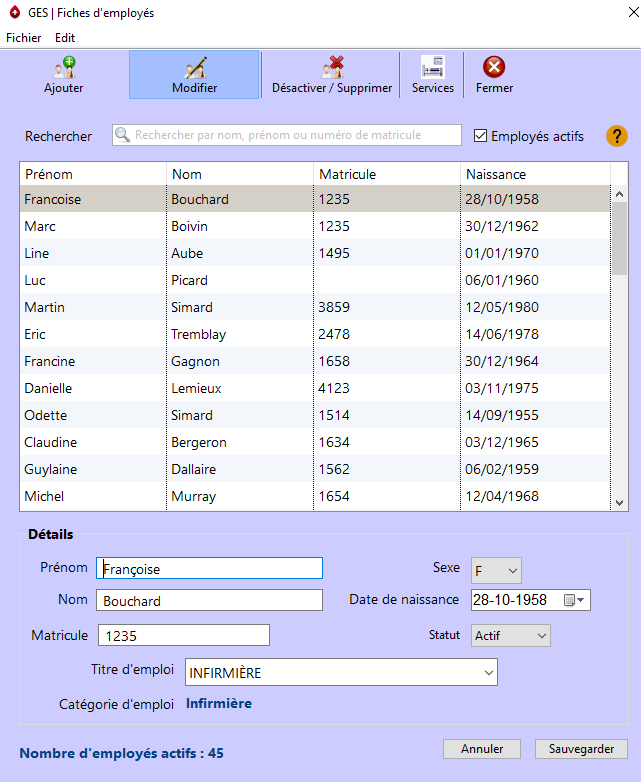 GES | Fiches d'employés
Fichier Edit
Ajouter Modifier Désactiver / Supprimer Services Fermer
Rechercher Rechercher par nom, prénom ou numéro de matricule Employés actifs ?
Prénom Nom Matricule Naissance
Francoise Bouchard 1235 28/10/1958
Marc Boivin 1235 30/12/1962
Line Aube 1495 01/01/1970
Luc Picard 06/01/1960
Martin Simard 3859 12/05/1980
Eric Tremblay 2478 14/06/1978
Francine Gagnon 1658 30/12/1964
Danielle Lemieux 4123 03/11/1975
Odette Simard 1514 14/09/1955
Claudine Bergeron 1634 03/12/1965
Guylaine Dallaire 1562 06/02/1959
Michel Murray 1654 12/04/1968
Détails
Prénom Françoise Sexe F
Nom Bouchard Date de naissance 28-10-1958
Matricule 1235 Statut Actif
Titre d'emploi INFIRMIÈRE
Catégorie d'emploi Infirmière
Nombre d'employés actifs : 45 Annuler Sauvegarder